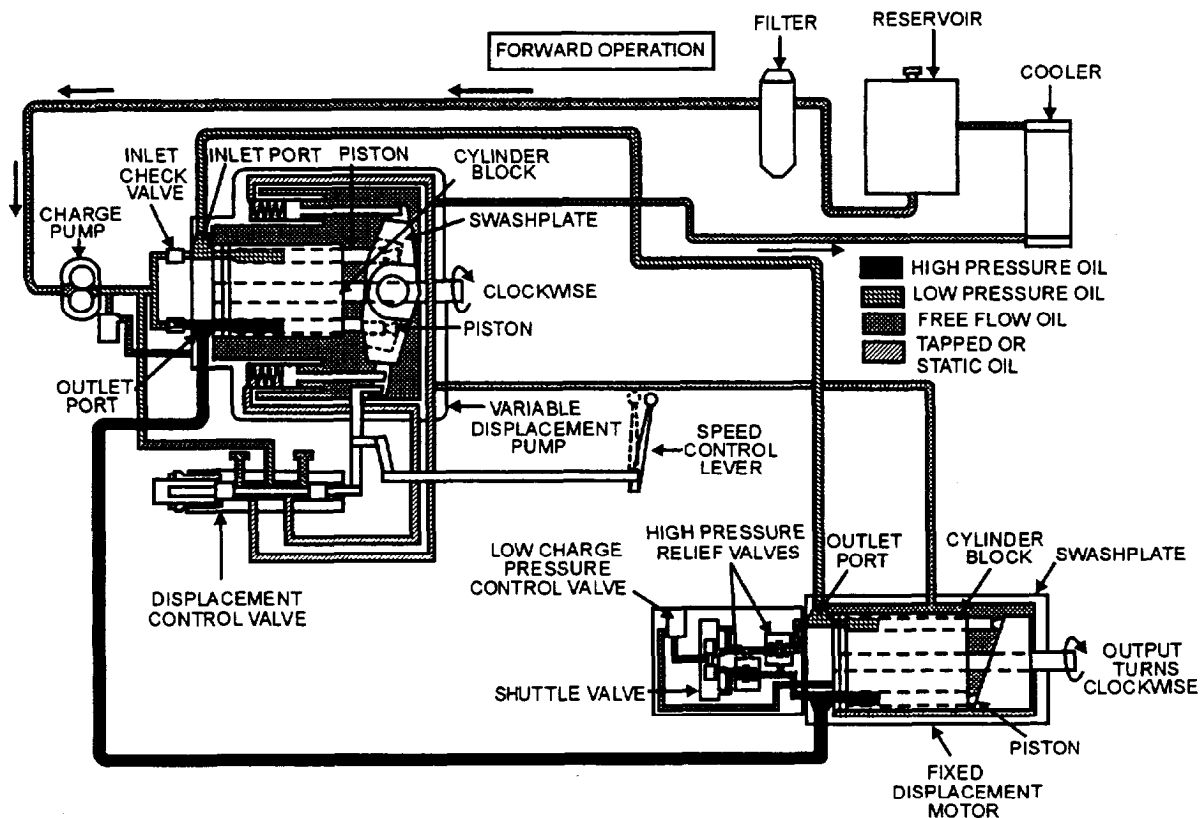 FORWARD OPERATION
FILTER
RESERVOIR
COOLER
INLET
CHECK
VALVE
INLET PORT
PISTON
CYLINDER
BLOCK
SWASHPLATE
CHARGE
PUMP
CLOCKWISE
PISTON
HIGH PRESSURE OIL
LOW PRESSURE OIL
FREE FLOW OIL
TAPPED OR
STATIC OIL
OUTLET
PORT
VARIABLE
DISPLACEMENT
PUMP
SPEED
CONTROL
LEVER
DISPLACEMENT
CONTROL VALVE
LOW CHARGE
PRESSURE
CONTROL VALVE
HIGH PRESSURE
RELIEF VALVES
OUTLET
PORT
CYLINDER
BLOCK
SWASHPLATE
SHUTTLE VALVE
OUTPUT
TURNS
CLOCKWISE
PISTON
FIXED
DISPLACEMENT
MOTOR